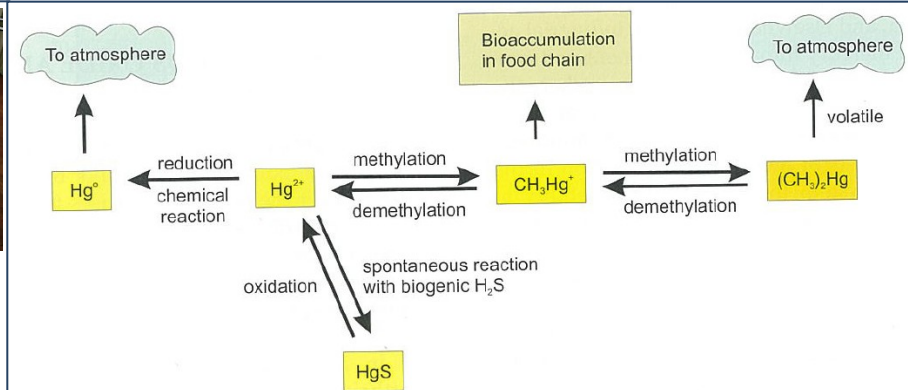 To atmosphere
Bioaccumulation
in food chain
To atmosphere
volatile
reduction
methylation
methylation
Hg°
Hg²⁺
CH₃Hg⁺
(CH₃)₂Hg
chemical
reaction
demethylation
demethylation
oxidation
spontaneous reaction
with biogenic H₂S
HgS